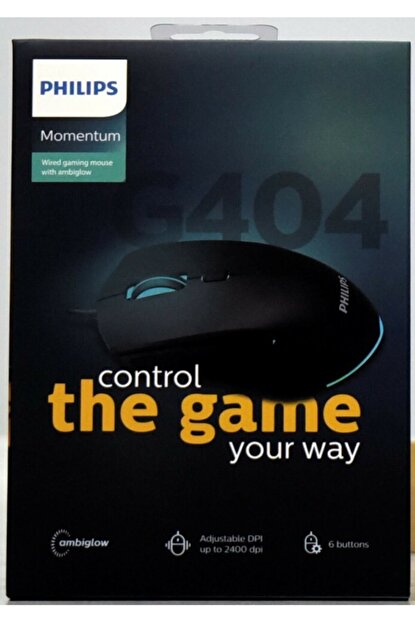 PHILIPS
Momentum
Wired gaming mouse
with ambiglow
G404
PHILIPS
control
the game
your way
ambiglow
Adjustable DPI
up to 2400 dpi
6 buttons